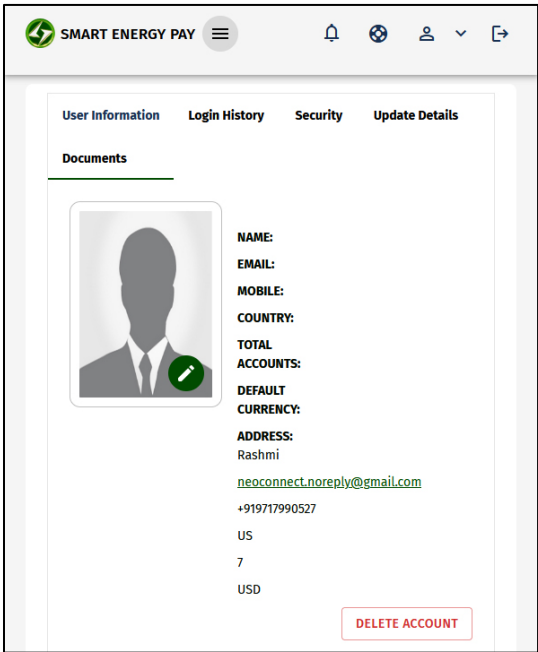 SMART ENERGY PAY
User Information Login History Security Update Details
Documents
NAME:
EMAIL:
MOBILE:
COUNTRY:
TOTAL
ACCOUNTS:
DEFAULT
CURRENCY:
ADDRESS:
Rashmi
neoconnect.noreply@gmail.com
+919717990527
US
7
USD
DELETE ACCOUNT